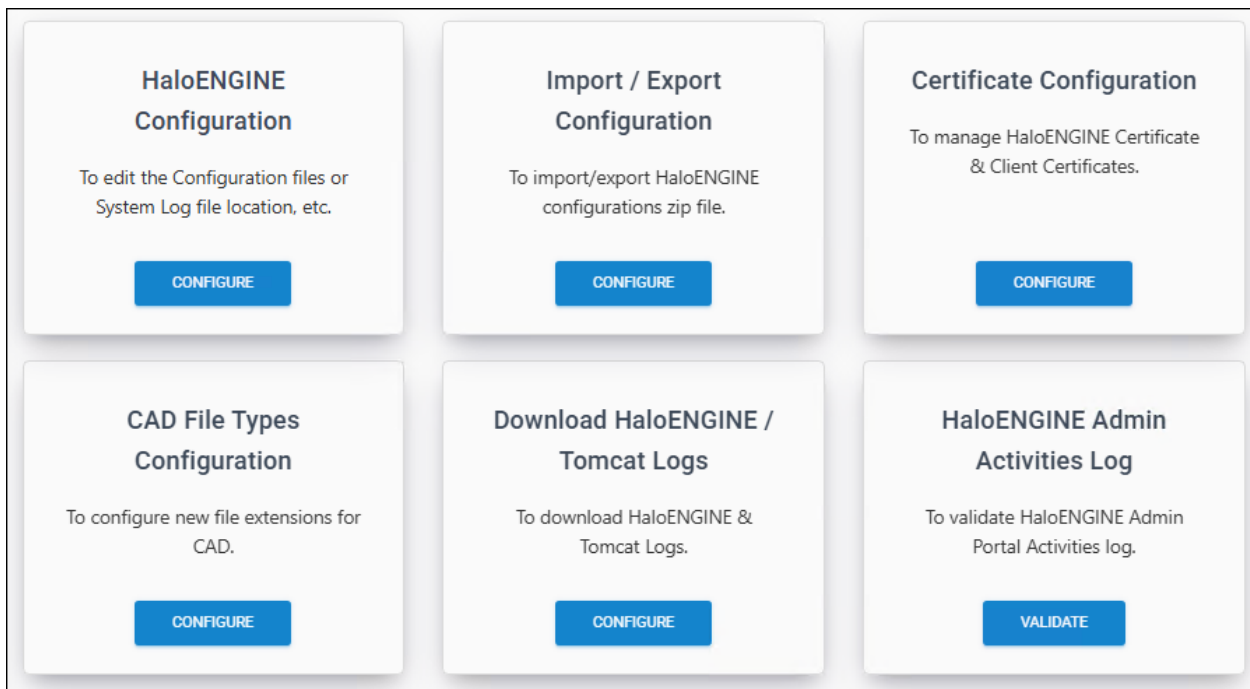 HaloENGINE
Configuration
To edit the Configuration files or
System Log file location, etc.
CONFIGURE
Import / Export
Configuration
To import/export HaloENGINE
configurations zip file.
CONFIGURE
Certificate Configuration
To manage HaloENGINE Certificate
& Client Certificates.
CONFIGURE
CAD File Types
Configuration
To configure new file extensions for
CAD.
CONFIGURE
Download HaloENGINE /
Tomcat Logs
To download HaloENGINE &
Tomcat Logs.
CONFIGURE
HaloENGINE Admin
Activities Log
To validate HaloENGINE Admin
Portal Activities log.
VALIDATE